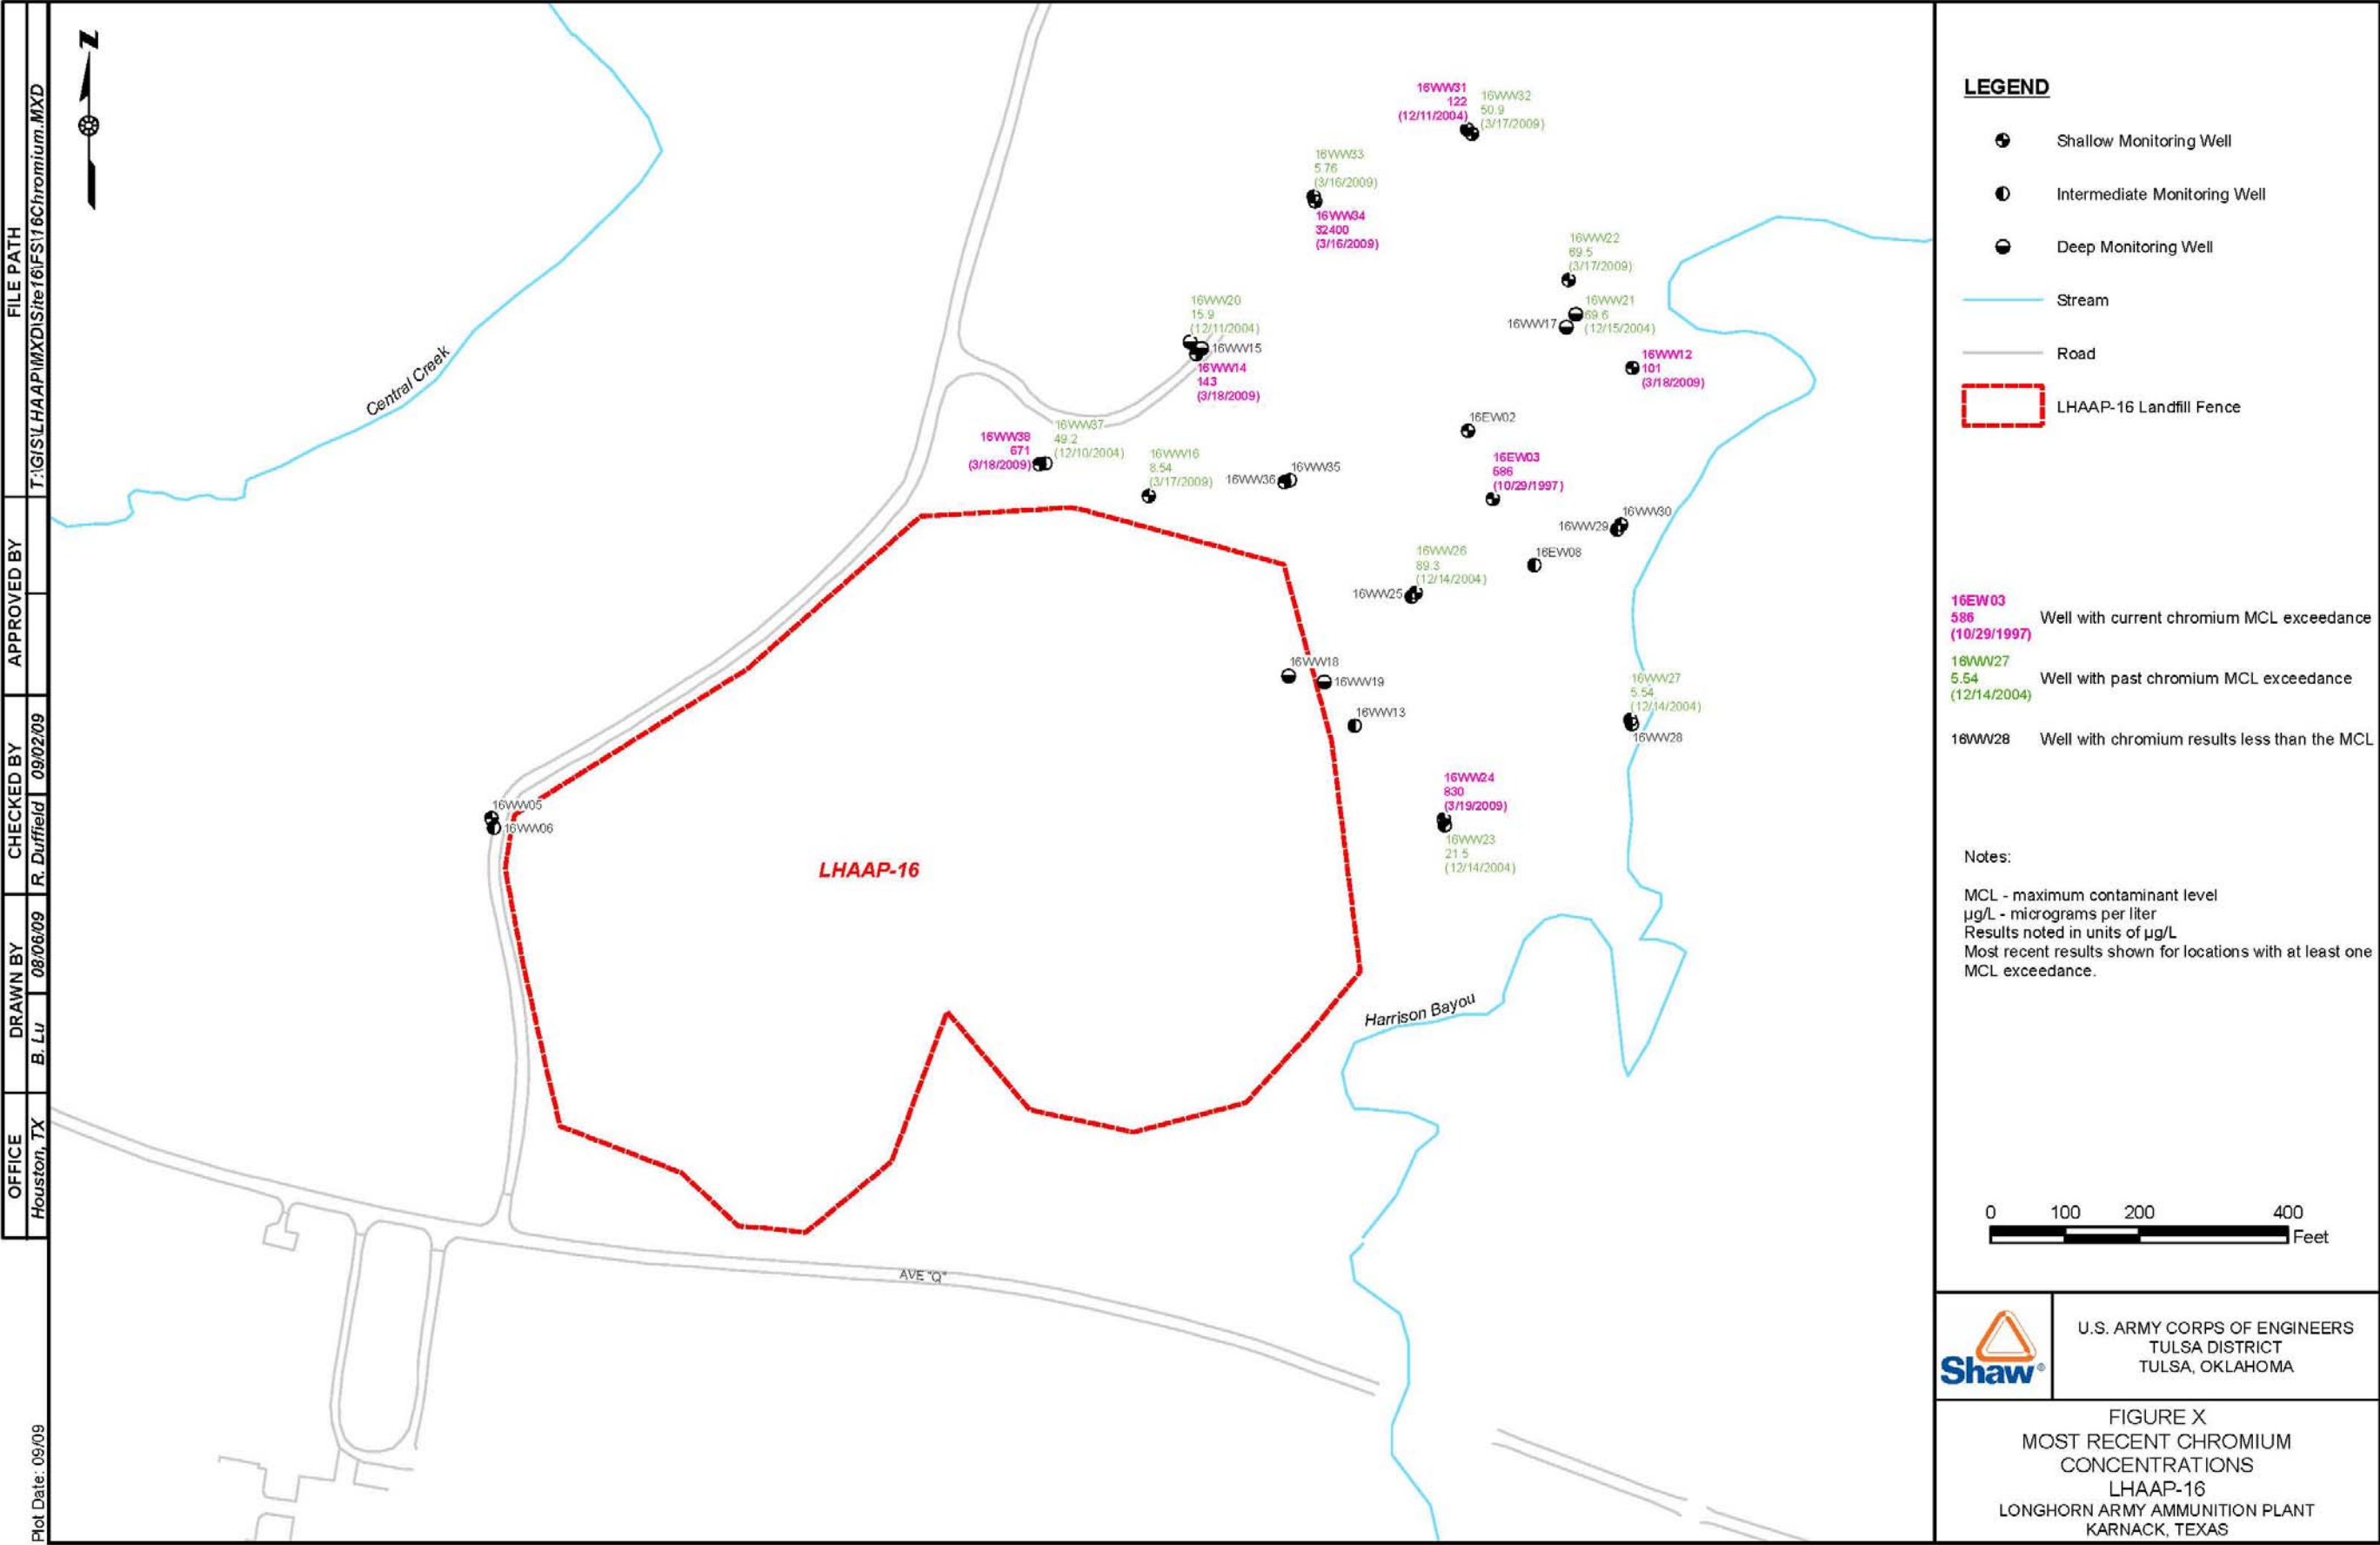 N
FILE PATH
T:\GIS\LHAAP\MXD\Site16\FS\16Chromium.MXD
APPROVED BY
CHECKED BY
R. Duffield
09/02/09
DRAWN BY
B. Lu
08/06/09
OFFICE
Houston, TX
Plot Date: 09/09
Central Creek
16WW31
122
(12/11/2004)
16WW32
50.9
(3/17/2009)
16WW33
5.76
(3/16/2009)
16WW34
32400
(3/16/2009)
16WW22
69.5
(3/17/2009)
16WW21
69.6
(12/15/2004)
16WW17
16WW20
15.9
(12/11/2004)
16WW15
16WW14
143
(3/18/2009)
16WW12
101
(3/18/2009)
16EW02
16WW38
671
(3/18/2009)
16WW37
49.2
(12/10/2004)
16WW16
8.54
(3/17/2009)
16WW35
16WW36
16EW03
586
(10/29/1997)
16WW30
16WW29
16EW08
16WW26
89.3
(12/14/2004)
16WW25
16WW18
16WW19
16WW13
16WW27
5.54
(12/14/2004)
16WW28
16WW24
830
(3/19/2009)
16WW23
21.5
(12/14/2004)
16WW05
16WW06
LHAAP-16
Harrison Bayou
AVE "Q"
LEGEND
Shallow Monitoring Well
Intermediate Monitoring Well
Deep Monitoring Well
Stream
Road
LHAAP-16 Landfill Fence
16EW03
586
(10/29/1997)
Well with current chromium MCL exceedance
16WW27
5.54
(12/14/2004)
Well with past chromium MCL exceedance
16WW28
Well with chromium results less than the MCL
Notes:
MCL - maximum contaminant level
µg/L - micrograms per liter
Results noted in units of µg/L
Most recent results shown for locations with at least one
MCL exceedance.
0 100 200 400
Feet
Shaw®
U.S. ARMY CORPS OF ENGINEERS
TULSA DISTRICT
TULSA, OKLAHOMA
FIGURE X
MOST RECENT CHROMIUM
CONCENTRATIONS
LHAAP-16
LONGHORN ARMY AMMUNITION PLANT
KARNACK, TEXAS